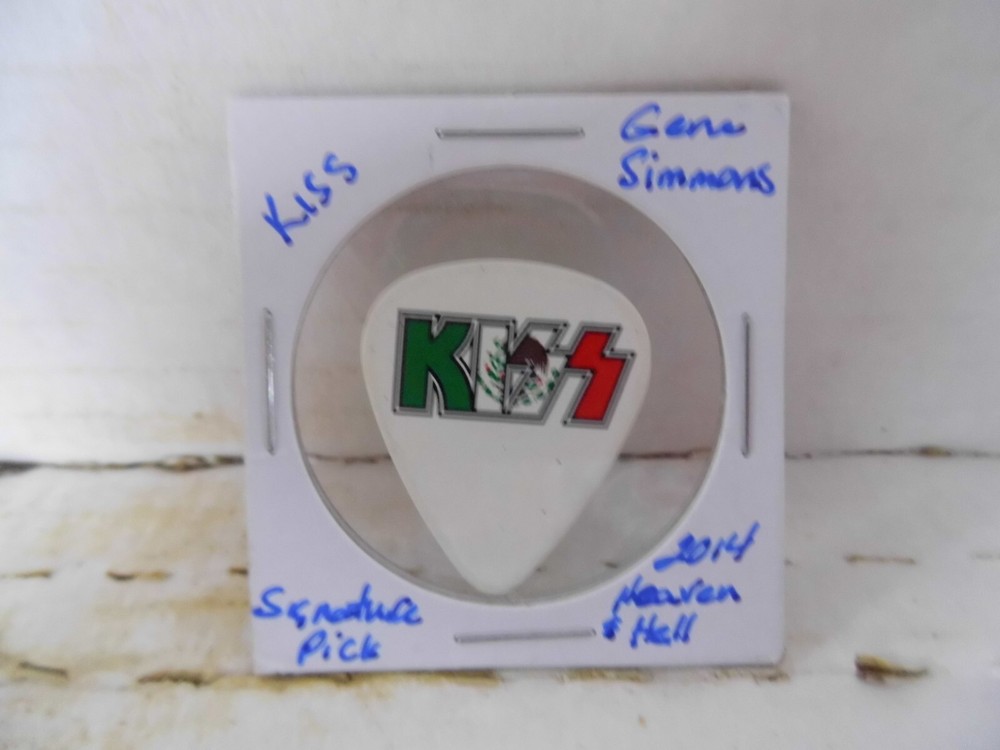 KISS
Gene
Simmons
KISS
Signature
Pick
2014
Heaven
& Hell